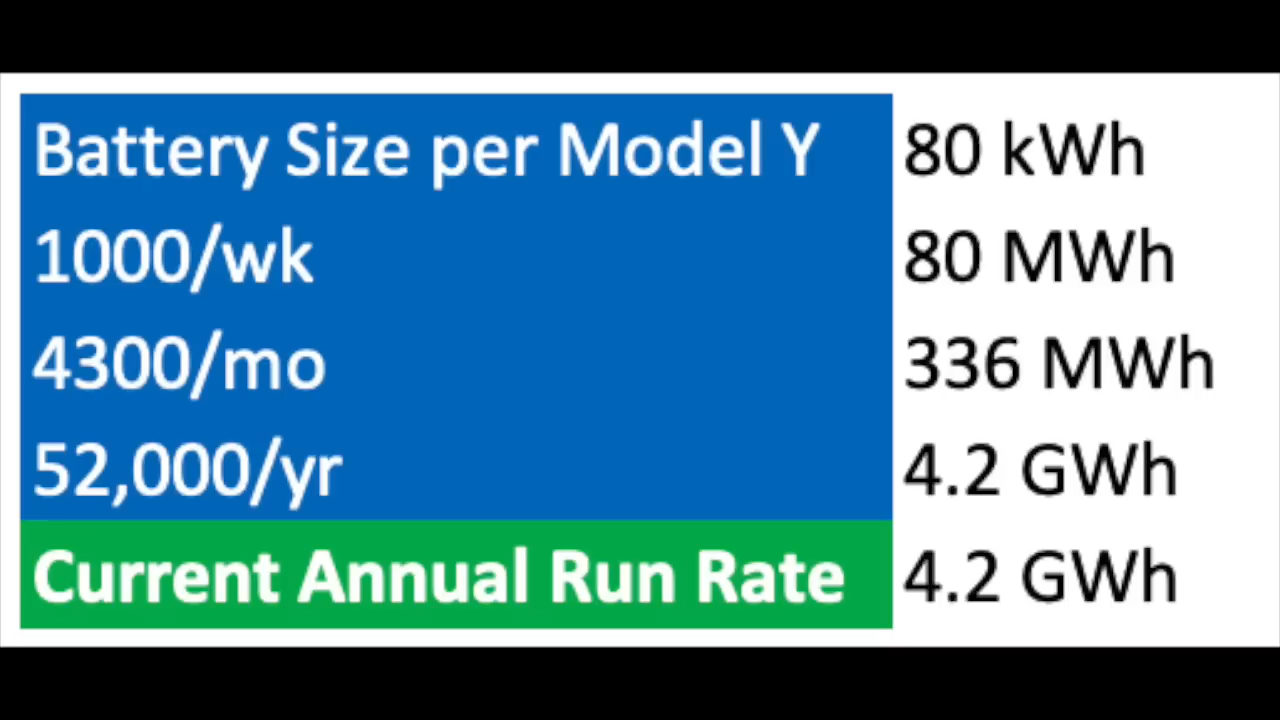 Battery Size per Model Y 80 kWh
1000/wk 80 MWh
4300/mo 336 MWh
52,000/yr 4.2 GWh
Current Annual Run Rate 4.2 GWh